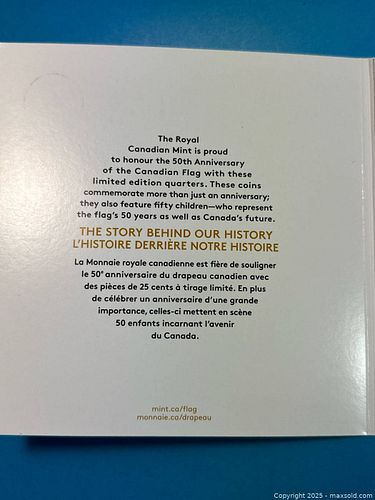 The Royal
Canadian Mint is proud
to honour the 50th Anniversary
of the Canadian Flag with these
limited edition quarters. These coins
commemorate more than just an anniversary;
they also feature fifty children—who represent
the flag's 50 years as well as Canada's future.
THE STORY BEHIND OUR HISTORY
L'HISTOIRE DERRIÈRE NOTRE HISTOIRE
La Monnaie royale canadienne est fière de souligner
le 50e anniversaire du drapeau canadien avec
des pièces de 25 cents à tirage limité. En plus
de célébrer un anniversaire d'une grande
importance, celles-ci mettent en scène
50 enfants incarnant l'avenir
du Canada.
mint.ca/flag
monnaie.ca/drapeau
Copyright 2025 - maxsold.com